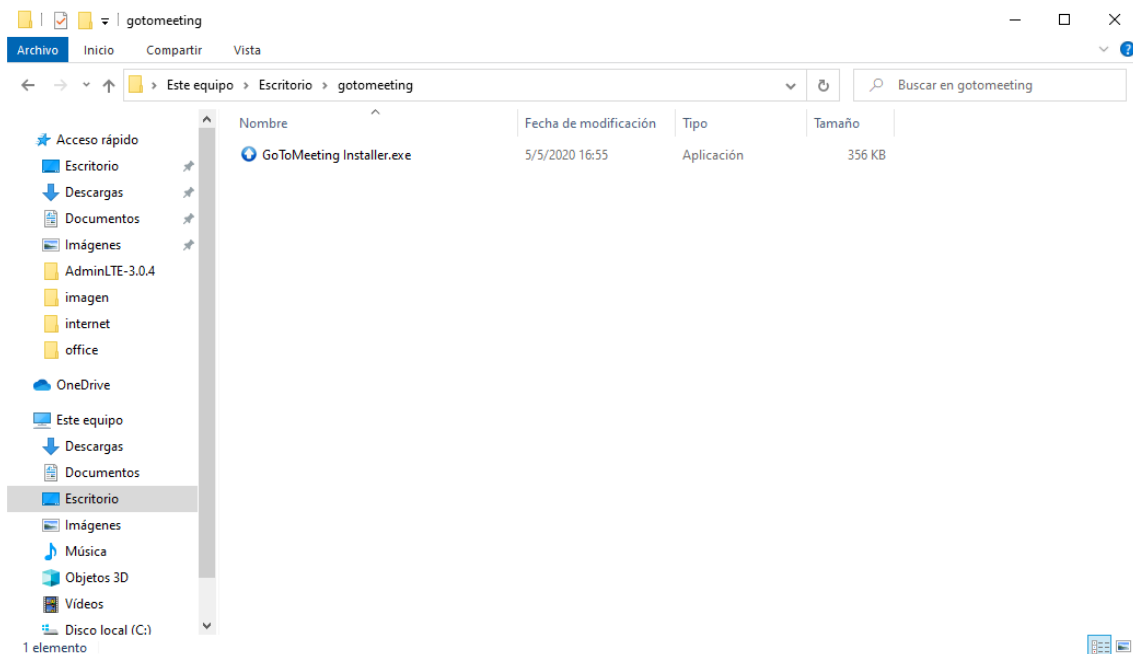 gotomeeting
Archivo Inicio Compartir Vista
Este equipo > Escritorio > gotomeeting
Buscar en gotomeeting
Acceso rápido
Escritorio
Descargas
Documentos
Imágenes
AdminLTE-3.0.4
imagen
internet
office
OneDrive
Este equipo
Descargas
Documentos
Escritorio
Imágenes
Música
Objetos 3D
Vídeos
Disco local (C:)
Nombre Fecha de modificación Tipo Tamaño
GoToMeeting Installer.exe 5/5/2020 16:55 Aplicación 356 KB
1 elemento